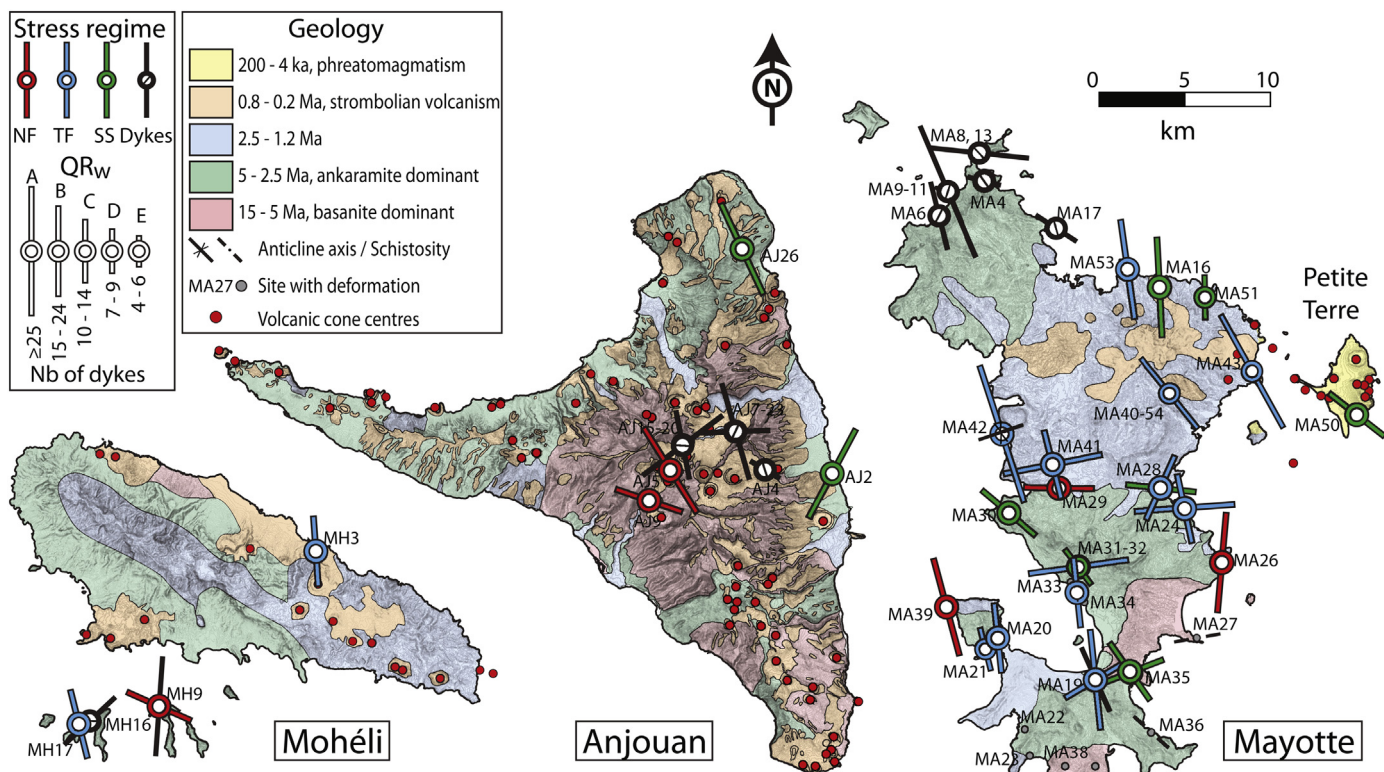 Stress regime
NF TF SS Dykes
QRw
A B C D E
≥25 15 - 24 10 - 14 7 - 9 4 - 6
Nb of dykes
Geology
200 - 4 ka, phreatomagmatism
0.8 - 0.2 Ma, strombolian volcanism
2.5 - 1.2 Ma
5 - 2.5 Ma, ankaramite dominant
15 - 5 Ma, basanite dominant
Anticline axis / Schistosity
MA27 Site with deformation
Volcanic cone centres
N
0 5 10
km
MH3
MH9
MH16
MH17
Mohéli
AJ26
AJ7-23
AJ15-20
AJ5
AJ4
AJ9
AJ2
Anjouan
MA8, 13
MA9-11
MA4
MA6
MA17
MA53
MA16
MA51
Petite
Terre
MA43
MA50
MA40-54
MA42
MA41
MA28
MA29
MA30
MA24
MA31-32
MA26
MA33
MA34
MA39
MA27
MA20
MA21
MA19
MA35
MA22
MA36
MA23
MA38
Mayotte